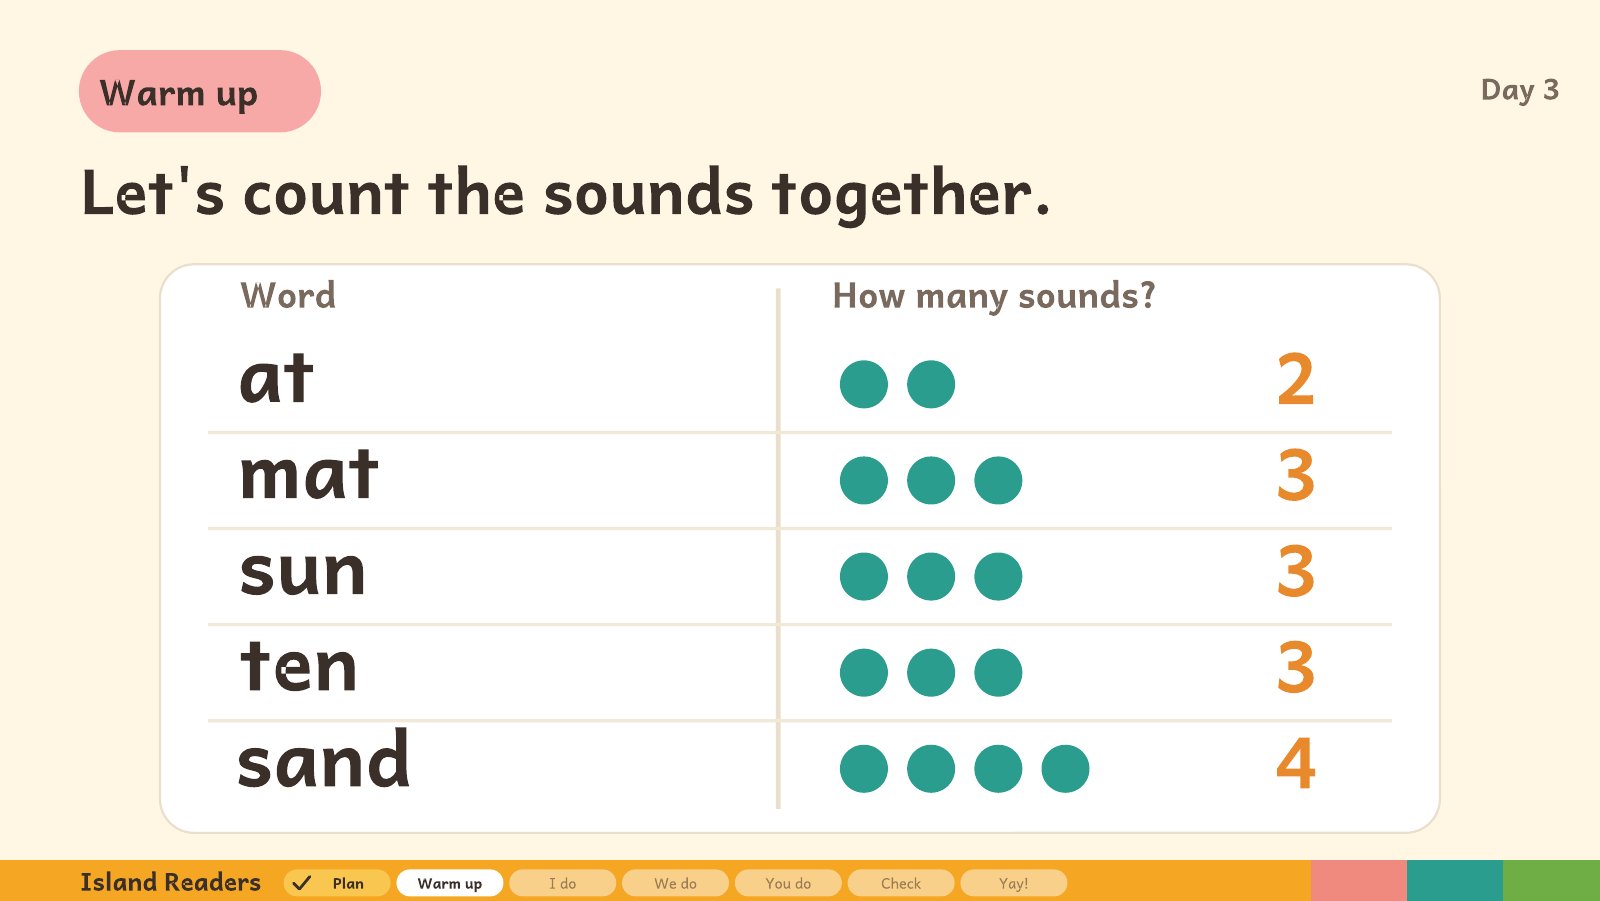 Warm up
Day 3
Let's count the sounds together.
Word How many sounds?
at 2
mat 3
sun 3
ten 3
sand 4
Island Readers Plan Warm up I do We do You do Check Yay!